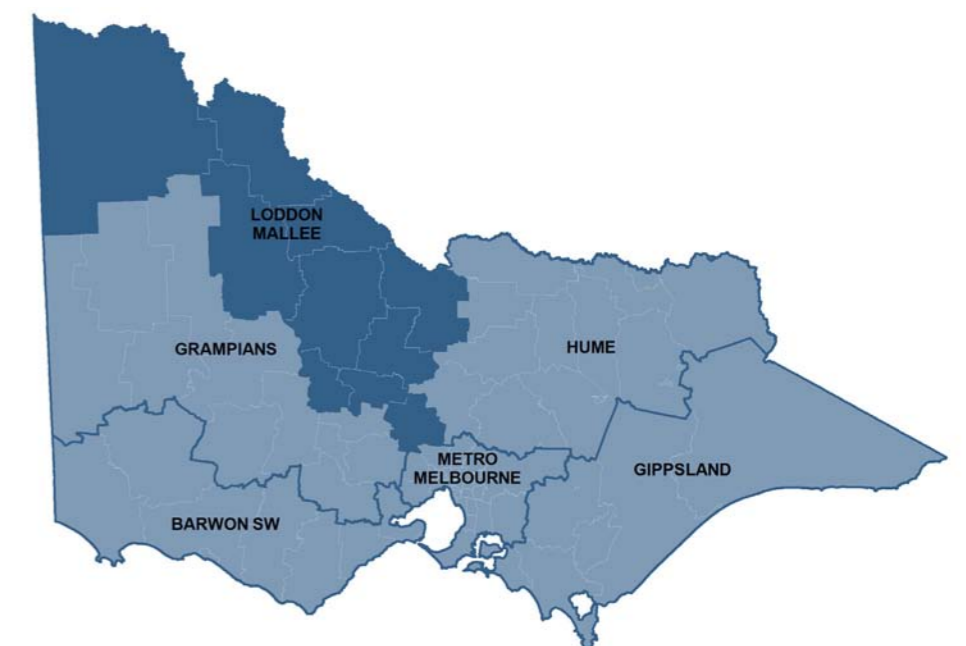 LODDON
MALLEE
GRAMPIANS
HUME
METRO
MELBOURNE
GIPPSLAND
BARWON SW